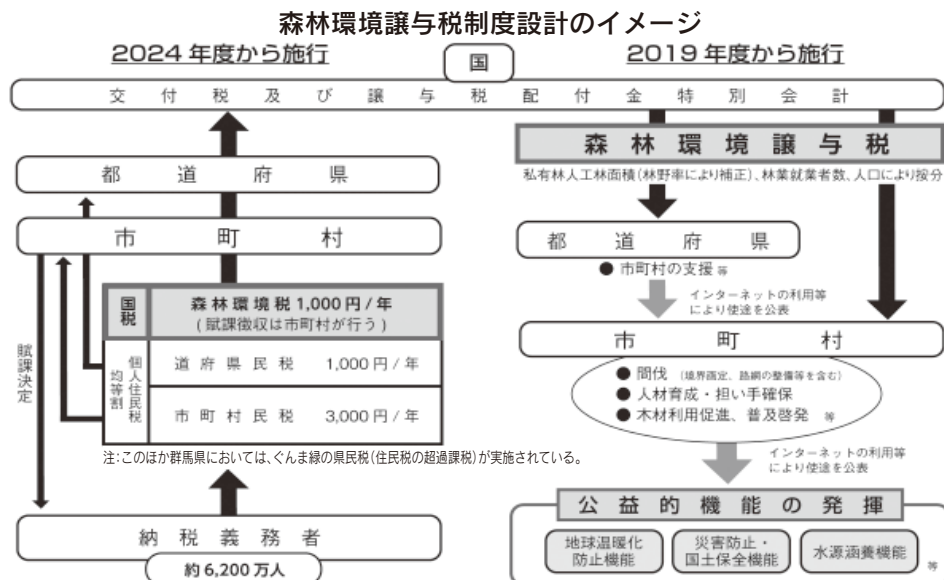 森林環境譲与税制度設計のイメージ
2024年度から施行
国
2019年度から施行
交付税及び譲与税配付金特別会計
森林環境譲与税
私有林人工林面積(林野率により補正)、林業就業者数、人口により按分
都道府県
市町村
国税
森林環境税 1,000円/年
(賦課徴収は市町村が行う)
個人住民税
均等割
道府県民税 1,000円/年
市町村民税 3,000円/年
賦課決定
注:このほか群馬県においては、ぐんま緑の県民税(住民税の超過課税)が実施されている。
納税義務者
約6,200万人
都道府県
● 市町村の支援 等
インターネットの利用等
により使途を公表
市町村
● 間伐 (境界画定、路網の整備等を含む)
● 人材育成・担い手確保
● 木材利用促進、普及啓発 等
インターネットの利用等
により使途を公表
公益的機能の発揮
地球温暖化
防止機能
災害防止・
国土保全機能
水源涵養機能
等